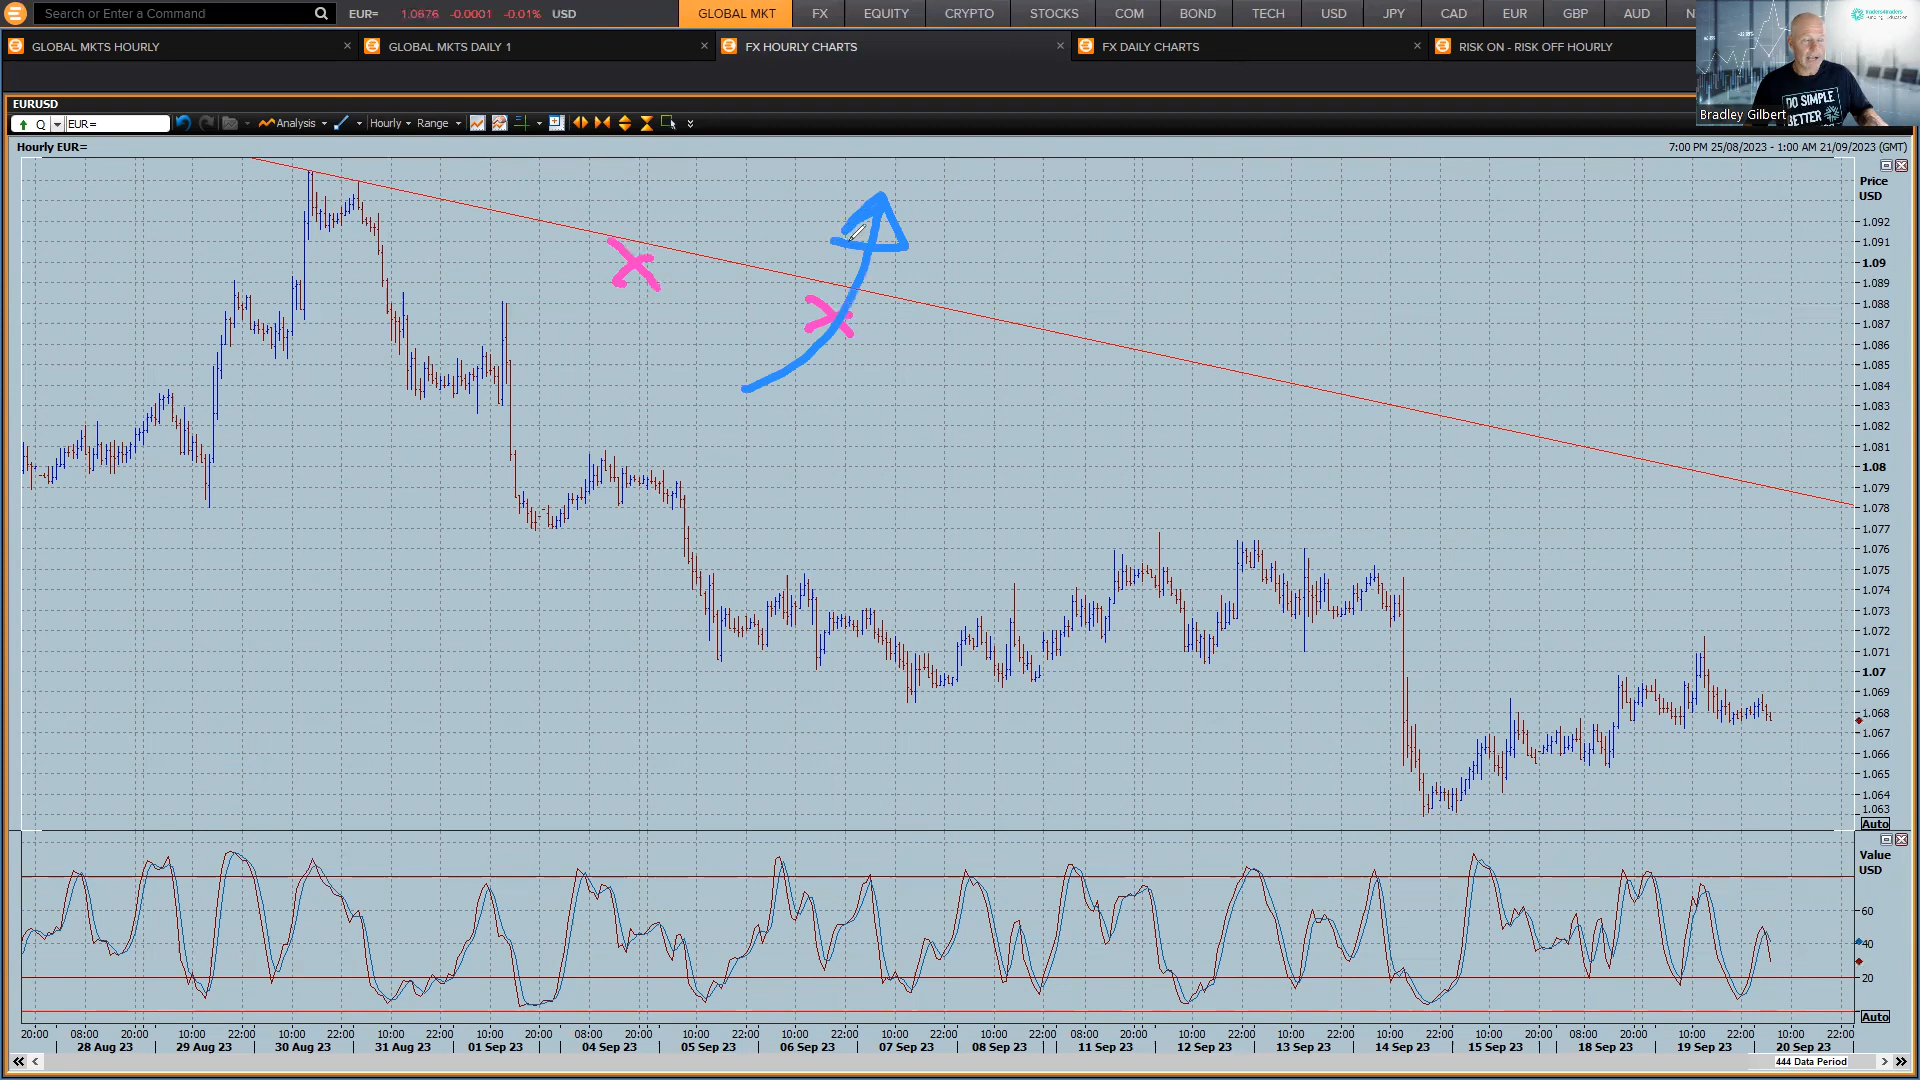 Search or Enter a Command
EUR= 1.0676 -0.0001 -0.01% USD
GLOBAL MKT FX EQUITY CRYPTO STOCKS COM BOND TECH USD JPY CAD EUR GBP AUD N
GLOBAL MKTS HOURLY × GLOBAL MKTS DAILY 1 × FX HOURLY CHARTS × FX DAILY CHARTS × RISK ON - RISK OFF HOURLY
DO SIMPLE
BETTER
Bradley Gilbert
EURUSD
Q EUR= Analysis Hourly Range
Hourly EUR= 7:00 PM 25/08/2023 - 1:00 AM 21/09/2023 (GMT)
Price
USD
1.092
1.091
1.09
1.089
1.088
1.087
1.086
1.085
1.084
1.083
1.082
1.081
1.08
1.079
1.078
1.077
1.076
1.075
1.074
1.073
1.072
1.071
1.07
1.069
1.068
1.067
1.066
1.065
1.064
1.063
Auto
Value
USD
60
40
20
Auto
20:00 08:00 20:00 10:00 22:00 10:00 22:00 10:00 22:00 10:00 20:00 08:00 20:00 10:00 22:00 10:00 22:00 10:00 22:00 10:00 22:00 08:00 20:00 10:00 22:00 10:00 22:00 10:00 22:00 10:00 20:00 08:00 20:00 10:00 22:00 10:00 22:00
28 Aug 23 29 Aug 23 30 Aug 23 31 Aug 23 01 Sep 23 04 Sep 23 05 Sep 23 06 Sep 23 07 Sep 23 08 Sep 23 11 Sep 23 12 Sep 23 13 Sep 23 14 Sep 23 15 Sep 23 18 Sep 23 19 Sep 23 20 Sep 23
444 Data Period